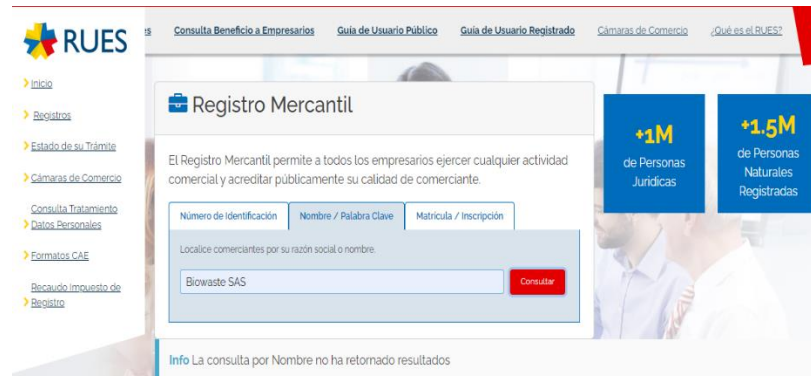 RUES
s
Consulta Beneficio a Empresarios
Guía de Usuario Público
Guía de Usuario Registrado
Cámaras de Comercio
¿Qué es el RUES?
Inicio
Registros
Estado de su Trámite
Cámaras de Comercio
Consulta Tratamiento
Datos Personales
Formatos CAE
Recaudo Impuesto de
Registro
Registro Mercantil
El Registro Mercantil permite a todos los empresarios ejercer cualquier actividad
comercial y acreditar públicamente su calidad de comerciante.
Número de Identificación
Nombre / Palabra Clave
Matrícula / Inscripción
Localice comerciantes por su razón social o nombre.
Biowaste SAS
Consultar
Info La consulta por Nombre no ha retornado resultados
+1M
de Personas
Juridicas
+1.5M
de Personas
Naturales
Registradas